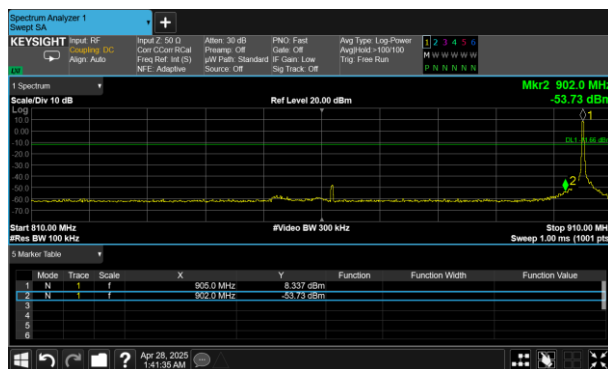 Spectrum Analyzer 1
Swept SA
KEYSIGHT Input: RF Input Z: 50 Ω Atten: 30 dB PNO: Fast Avg Type: Log-Power 1 2 3 4 5 6
Coupling: DC Corr CCorr RCal Preamp: Off Gate: Off Avg|Hold:>100/100 M W W W W W
Align: Auto Freq Ref: Int (S) µW Path: Standard IF Gain: Low Trig: Free Run
NFE: Adaptive Source: Off Sig Track: Off P N N N N N
LW
1 Spectrum Mkr2 902.0 MHz
Scale/Div 10 dB Ref Level 20.00 dBm -53.73 dBm
Log
10.0
0.00
-10.0
-20.0
-30.0
-40.0
-50.0
-60.0
-70.0
1
2
Start 810.00 MHz #Video BW 300 kHz Stop 910.00 MHz
#Res BW 100 kHz Sweep 1.00 ms (1001 pts)
5 Marker Table
Mode Trace Scale X Y Function Function Width Function Value
1 N 1 f 905.0 MHz 8.337 dBm
2 N 1 f 902.0 MHz -53.73 dBm
3
4
5
6
? Apr 28, 2025
1:41:35 AM